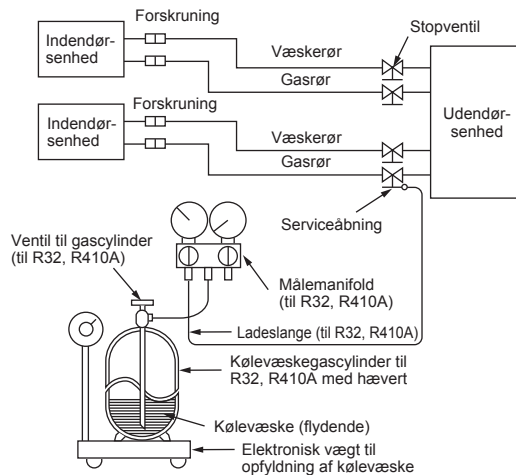 Forskruning
Stopventil
Indendør-
senhed
Væskerør
Gasrør
Forskruning
Udendør-
senhed
Indendør-
senhed
Væskerør
Gasrør
Serviceåbning
Ventil til gascylinder
(til R32, R410A)
Målemanifold
(til R32, R410A)
Ladeslange (til R32, R410A)
Kølevæskegascylinder til
R32, R410A med hævert
Kølevæske (flydende)
Elektronisk vægt til
opfyldning af kølevæske